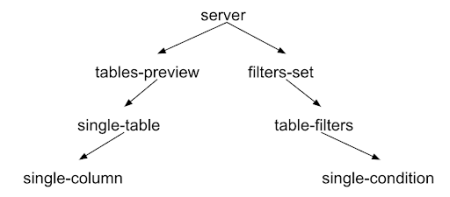 server
tables-preview filters-set
single-table table-filters
single-column single-condition